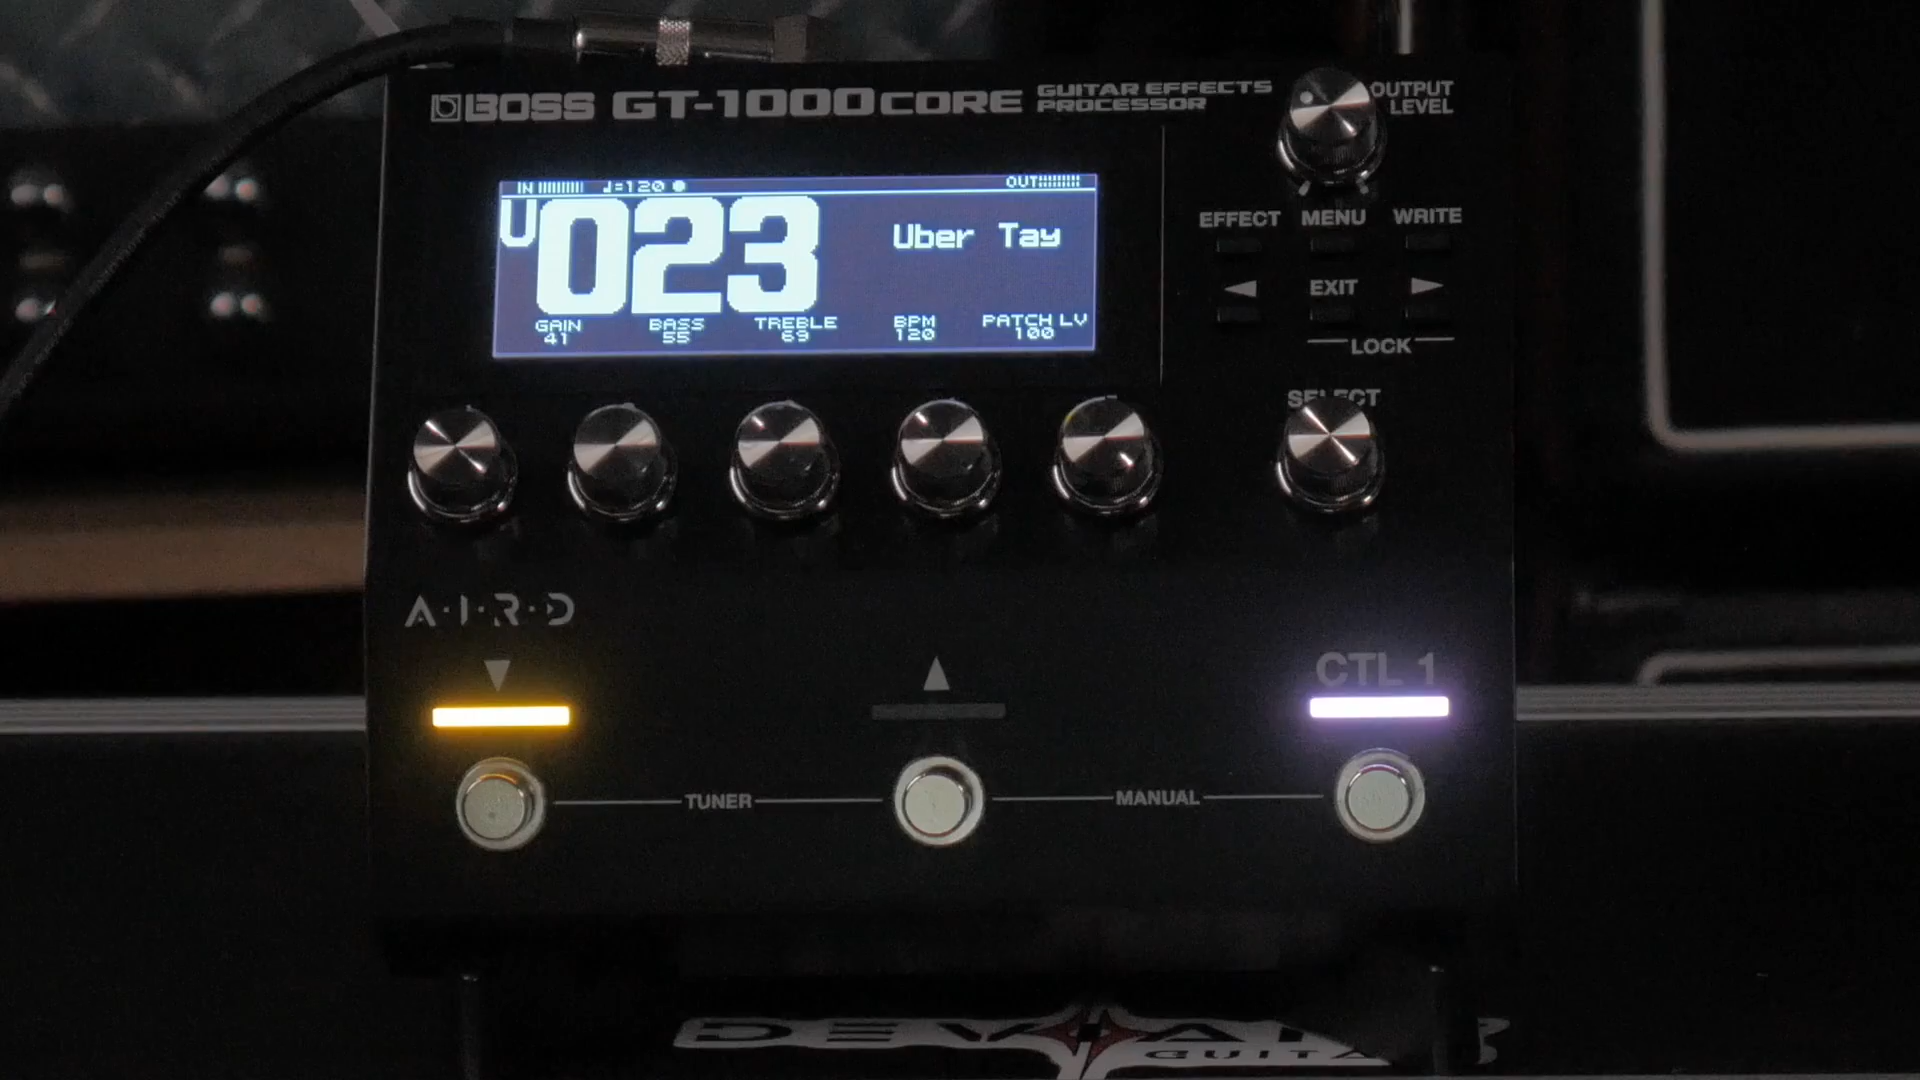 BOSS GT-1000CORE GUITAR EFFECTS PROCESSOR
OUTPUT LEVEL
IN ♩=120 OUT
U023 Uber Tay
GAIN BASS TREBLE BPM PATCH LV
41 55 69 120 100
EFFECT MENU WRITE
EXIT
LOCK
SELECT
A·I·R·D
CTL 1
TUNER MANUAL